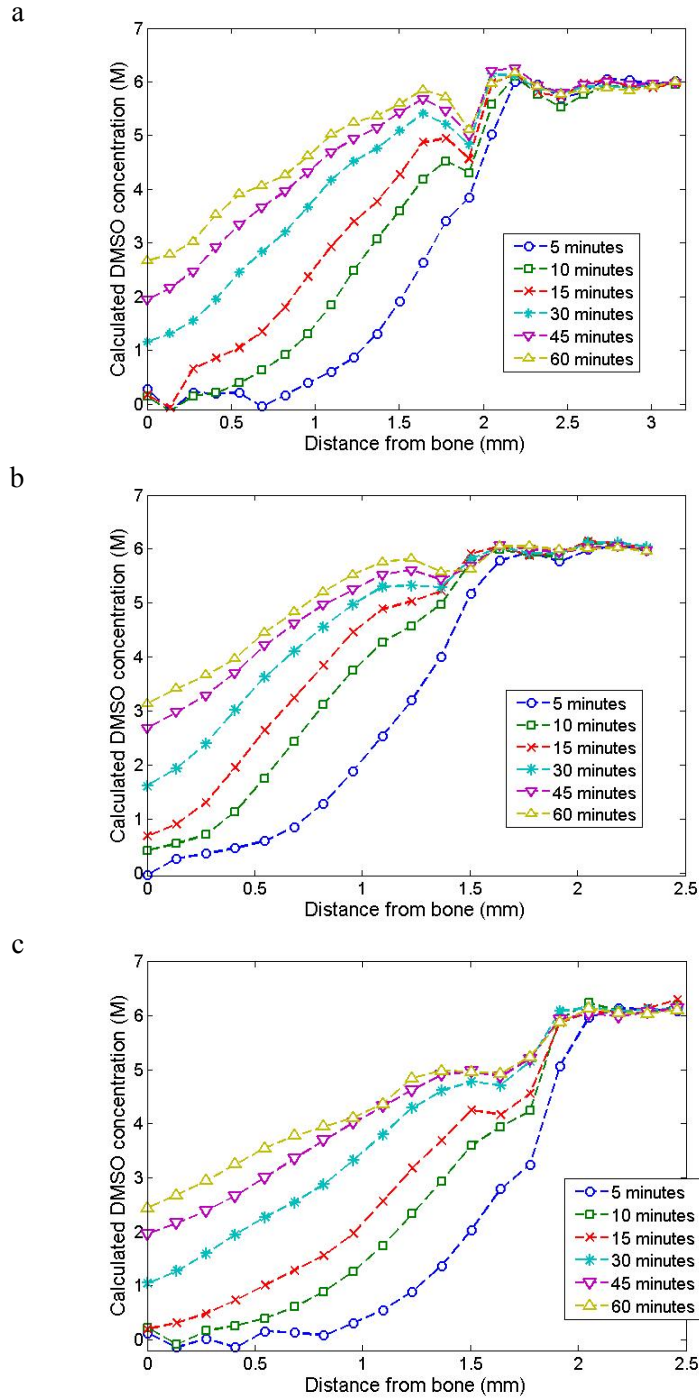 a
7
6
5
4
3
2
1
0
Calculated DMSO concentration (M)
5 minutes
10 minutes
15 minutes
30 minutes
45 minutes
60 minutes
0 0.5 1 1.5 2 2.5 3
Distance from bone (mm)
b
7
6
5
4
3
2
1
0
Calculated DMSO concentration (M)
5 minutes
10 minutes
15 minutes
30 minutes
45 minutes
60 minutes
0 0.5 1 1.5 2 2.5
Distance from bone (mm)
c
7
6
5
4
3
2
1
0
Calculated DMSO concentration (M)
5 minutes
10 minutes
15 minutes
30 minutes
45 minutes
60 minutes
0 0.5 1 1.5 2 2.5
Distance from bone (mm)